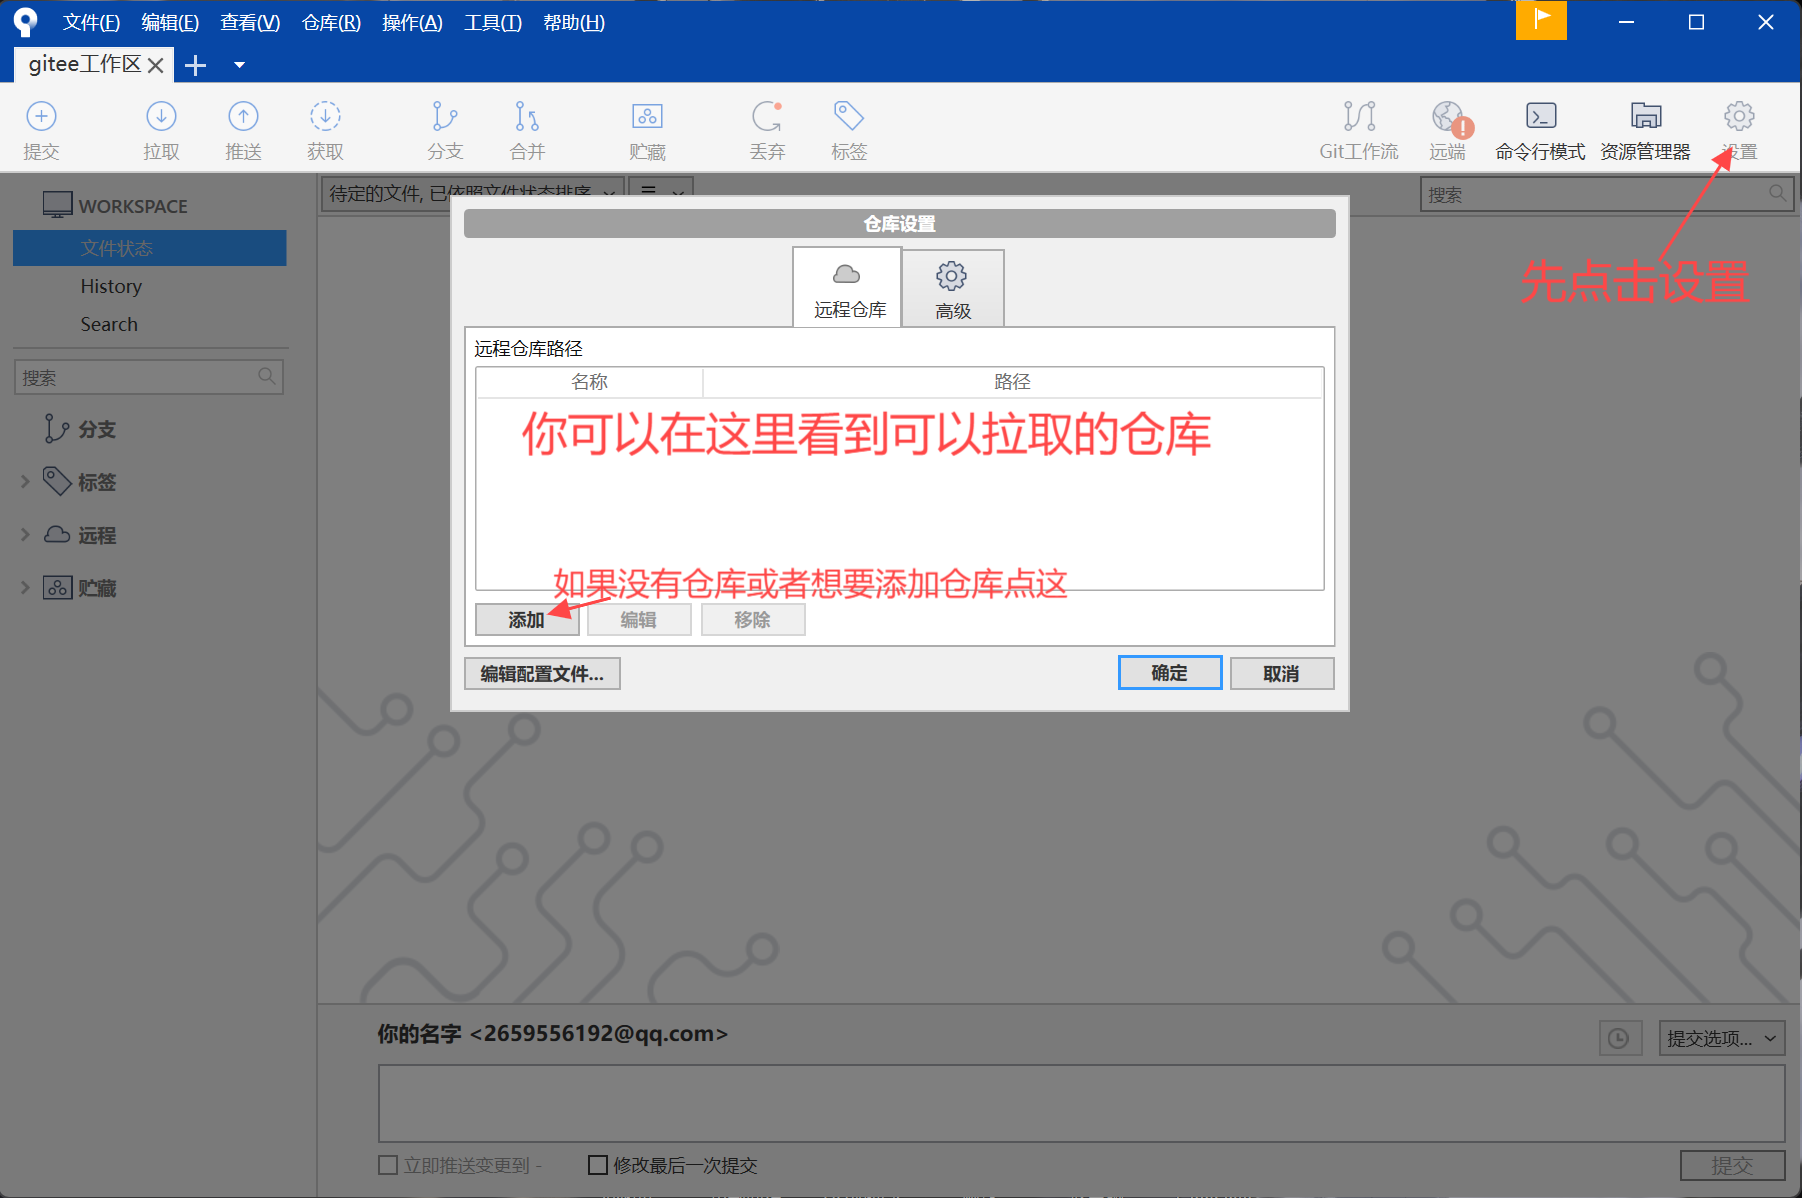 文件(F) 编辑(E) 查看(V) 仓库(R) 操作(A) 工具(T) 帮助(H)
gitee工作区
提交 拉取 推送 获取 分支 合并 贮藏 丢弃 标签 Git工作流 远端 命令行模式 资源管理器 设置
先点击设置
WORKSPACE
文件状态
History
Search
搜索
分支
标签
远程
贮藏
待定的文件, 已依照文件状态排序
搜索
仓库设置
远程仓库 高级
远程仓库路径
名称 路径
你可以在这里看到可以拉取的仓库
如果没有仓库或者想要添加仓库点这
添加 编辑 移除
编辑配置文件... 确定 取消
你的名字 <2659556192@qq.com>
提交选项...
立即推送变更到 -
修改最后一次提交
提交